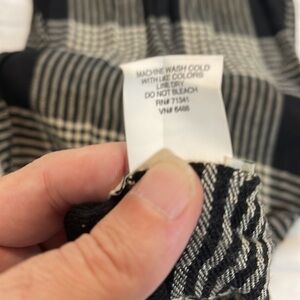 MACHINE WASH COLD
WITH LIKE COLORS
LINE DRY
DO NOT BLEACH
RN# 71341
VN# 6466